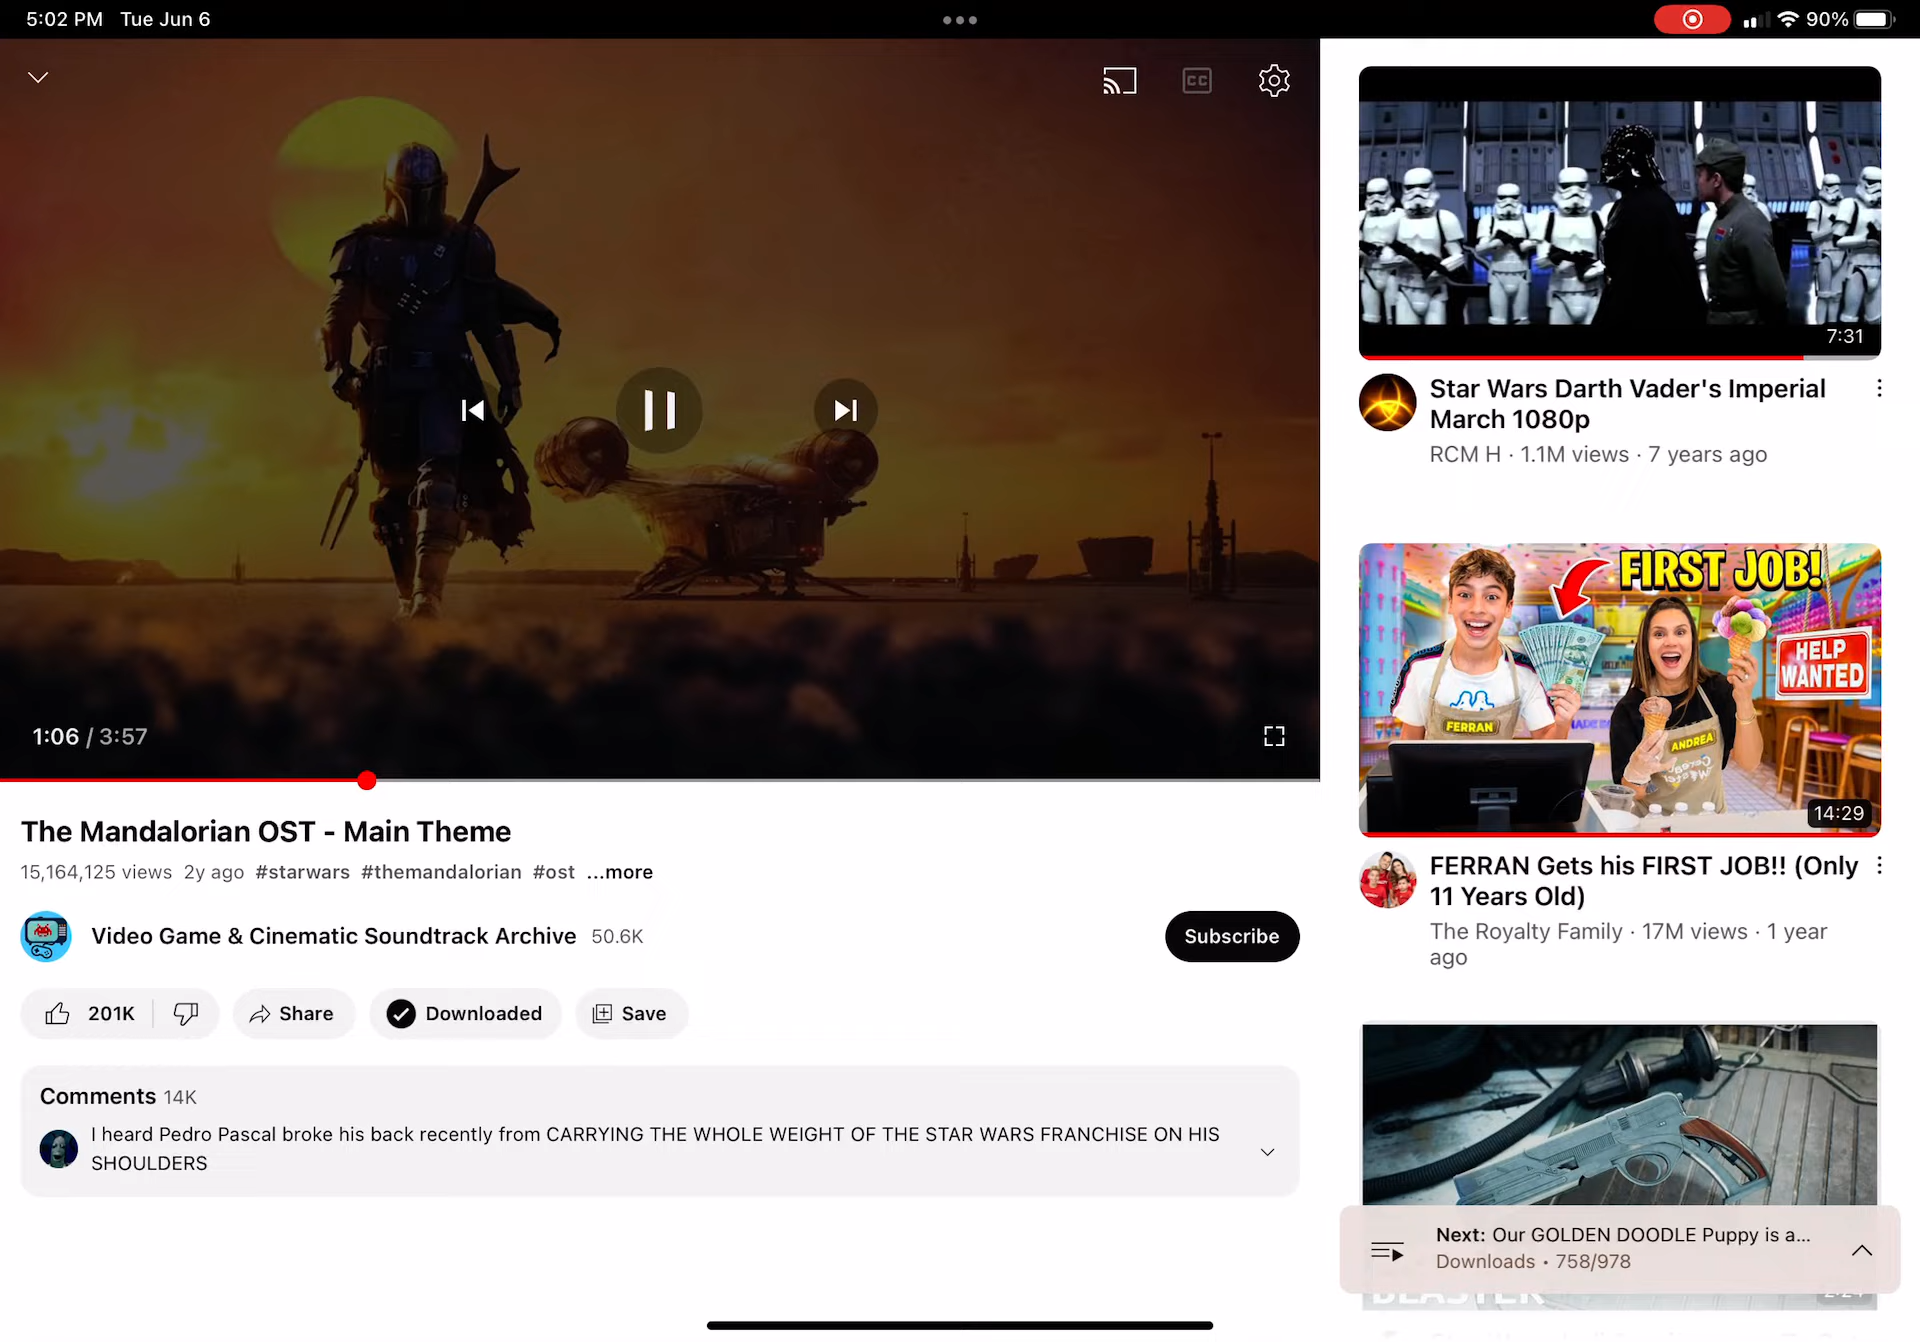 5:02 PM Tue Jun 6
90%
CC
1:06 / 3:57
The Mandalorian OST - Main Theme
15,164,125 views 2y ago #starwars #themandalorian #ost ...more
Video Game & Cinematic Soundtrack Archive 50.6K
Subscribe
201K
Share
Downloaded
Save
Comments 14K
I heard Pedro Pascal broke his back recently from CARRYING THE WHOLE WEIGHT OF THE STAR WARS FRANCHISE ON HIS
SHOULDERS
7:31
Star Wars Darth Vader's Imperial
March 1080p
RCM H · 1.1M views · 7 years ago
FIRST JOB!
HELP
WANTED
FERRAN
ANDREA
14:29
FERRAN Gets his FIRST JOB!! (Only
11 Years Old)
The Royalty Family · 17M views · 1 year
ago
Next: Our GOLDEN DOODLE Puppy is a...
Downloads • 758/978
BLASTER